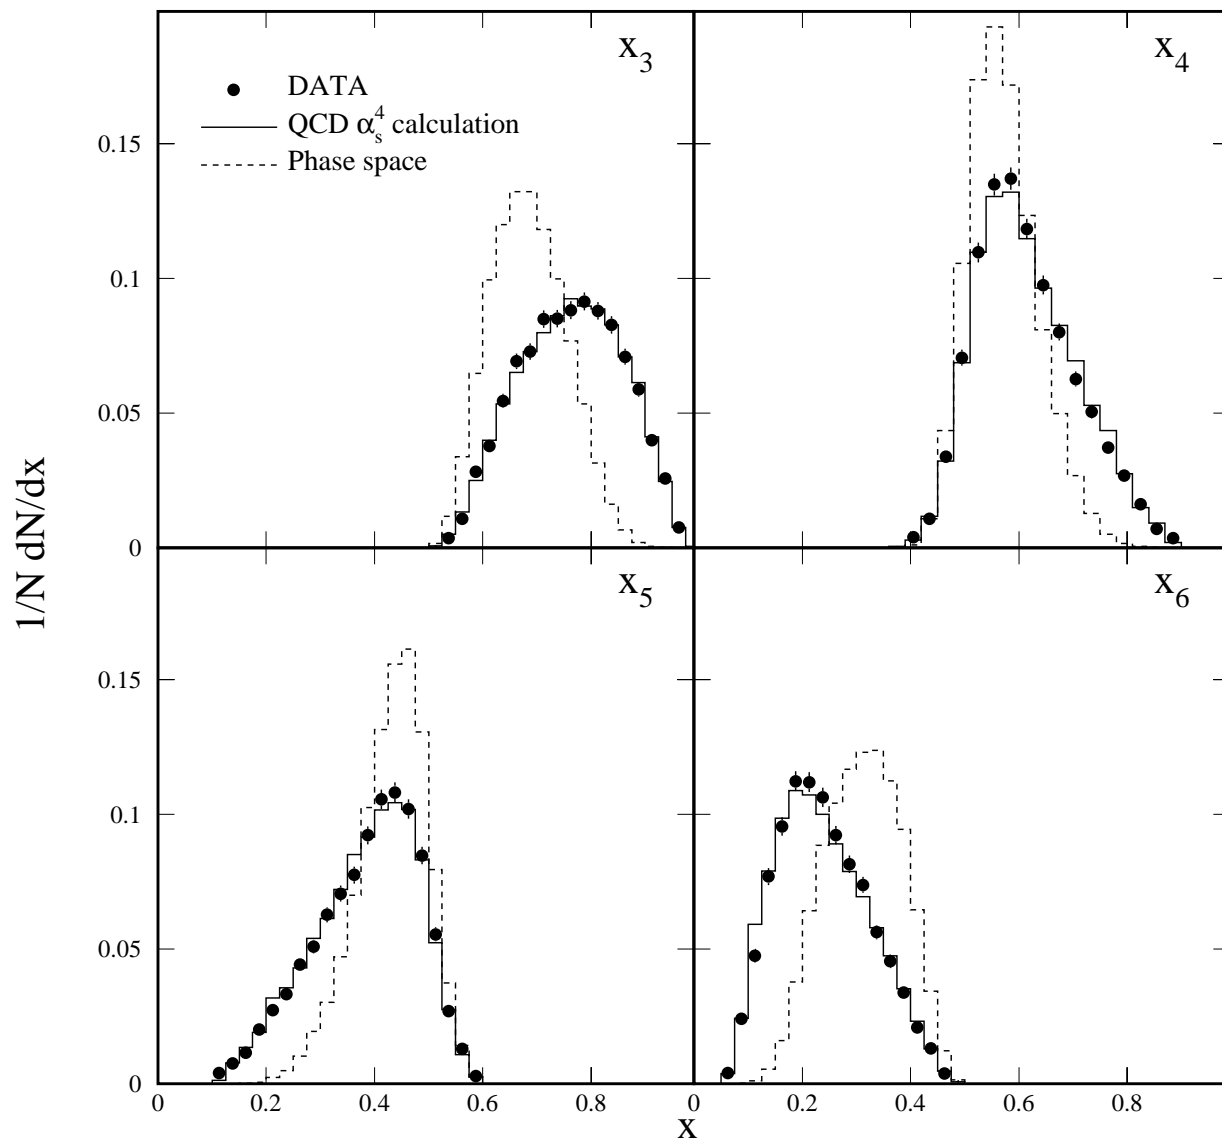 x3
x4
DATA
QCD αs4 calculation
Phase space
0.15
0.1
0.05
0
1/N dN/dx
x5
x6
0.15
0.1
0.05
0
0 0.2 0.4 0.6 0.8 0.2 0.4 0.6 0.8
x